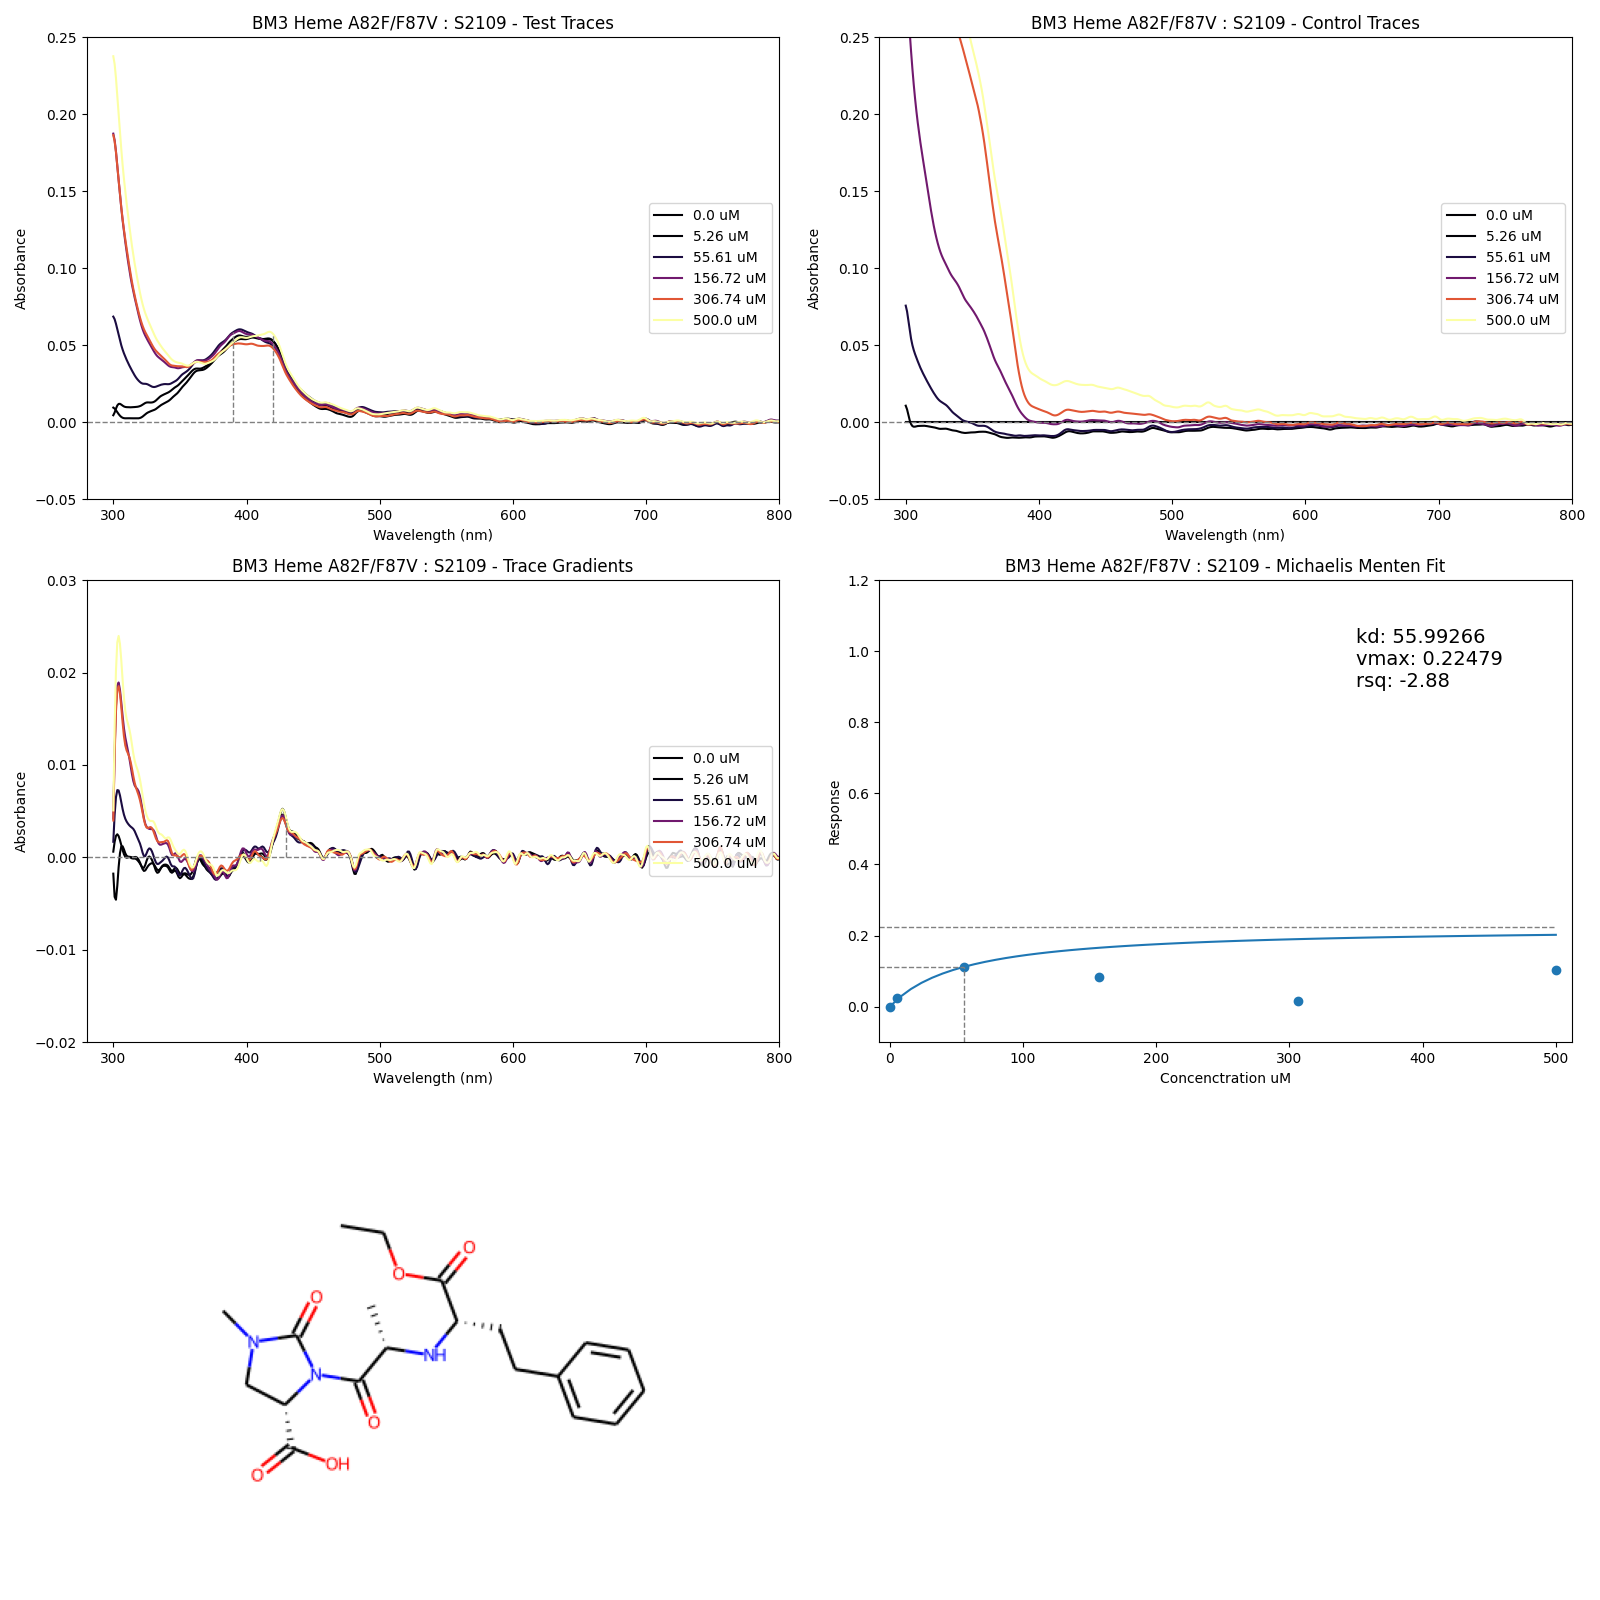 BM3 Heme A82F/F87V : S2109 - Test Traces
0.25
0.20
0.15
0.10
0.05
0.00
−0.05
Absorbance
300 400 500 600 700 800
Wavelength (nm)
0.0 uM
5.26 uM
55.61 uM
156.72 uM
306.74 uM
500.0 uM
BM3 Heme A82F/F87V : S2109 - Control Traces
0.25
0.20
0.15
0.10
0.05
0.00
−0.05
Absorbance
300 400 500 600 700 800
Wavelength (nm)
0.0 uM
5.26 uM
55.61 uM
156.72 uM
306.74 uM
500.0 uM
BM3 Heme A82F/F87V : S2109 - Trace Gradients
0.03
0.02
0.01
0.00
−0.01
−0.02
Absorbance
300 400 500 600 700 800
Wavelength (nm)
0.0 uM
5.26 uM
55.61 uM
156.72 uM
306.74 uM
500.0 uM
BM3 Heme A82F/F87V : S2109 - Michaelis Menten Fit
1.2
1.0
0.8
0.6
0.4
0.2
0.0
Response
kd: 55.99266
vmax: 0.22479
rsq: -2.88
0 100 200 300 400 500
Concenctration uM
O
O
O
N
N
NH
O
O
OH